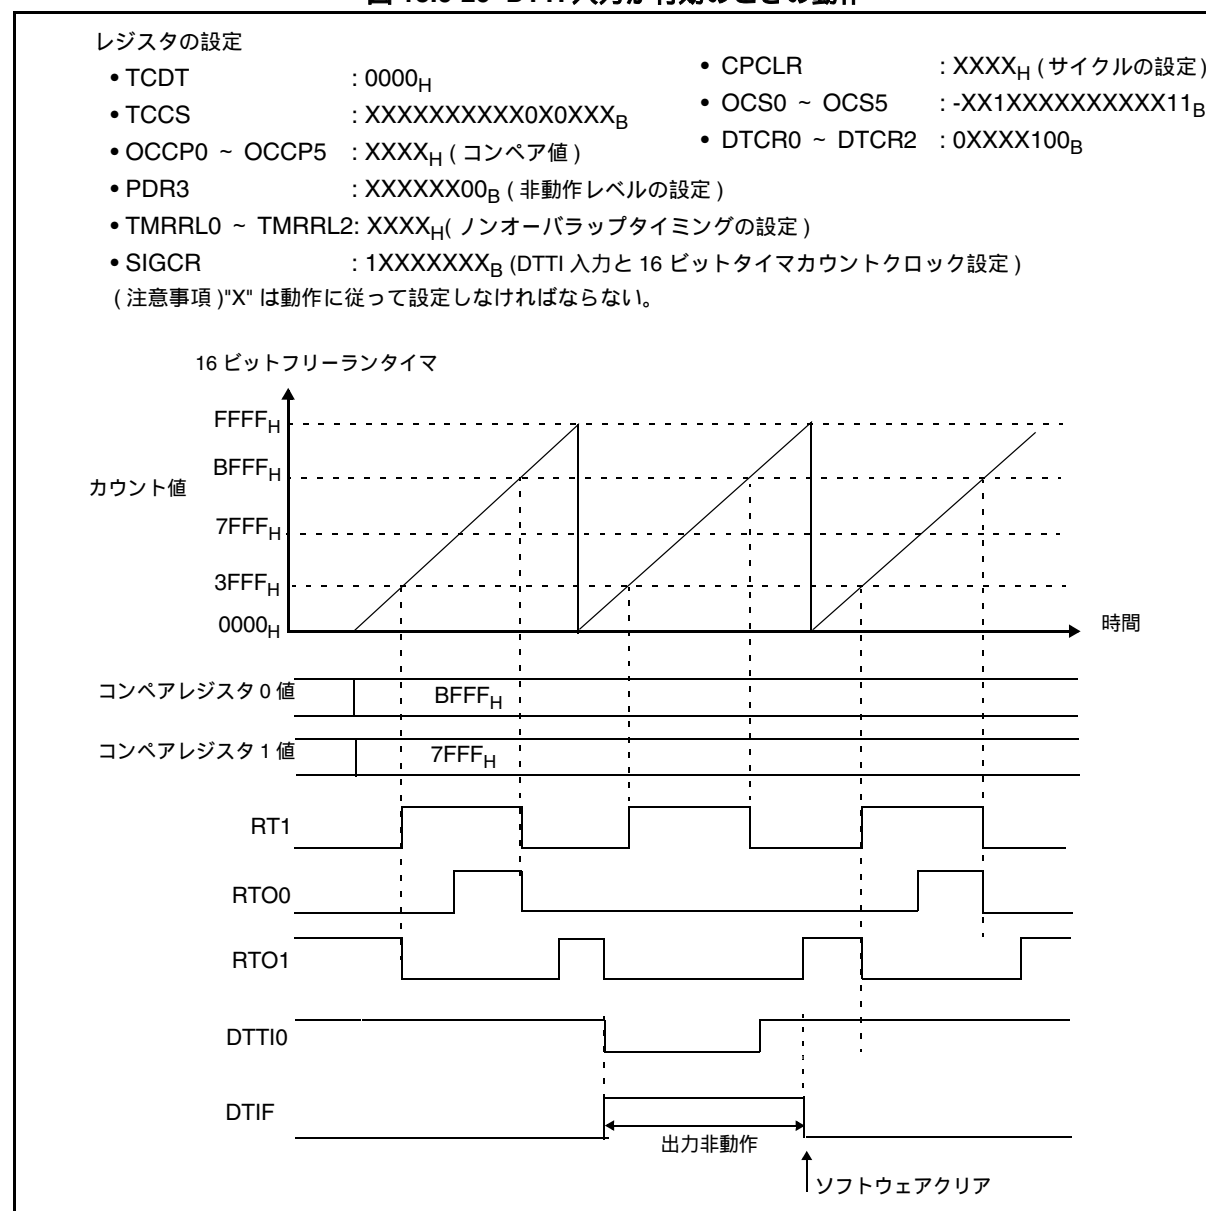 レジスタの設定
• TCDT : 0000H
• TCCS : XXXXXXXXXX0X0XXXB
• OCCP0 ~ OCCP5 : XXXXH ( コンペア値 )
• PDR3 : XXXXXX00B ( 非動作レベルの設定 )
• TMRRL0 ~ TMRRL2: XXXXH( ノンオーバラップタイミングの設定 )
• SIGCR : 1XXXXXXXB (DTTI 入力と 16 ビットタイマカウントクロック設定 )
• CPCLR : XXXXH ( サイクルの設定 )
• OCS0 ~ OCS5 : -XX1XXXXXXXXXX11B
• DTCR0 ~ DTCR2 : 0XXXX100B
( 注意事項 )"X" は動作に従って設定しなければならない。
16 ビットフリーランタイマ
FFFFH
BFFFH
カウント値
7FFFH
3FFFH
0000H
時間
コンペアレジスタ 0 値
BFFFH
コンペアレジスタ 1 値
7FFFH
RT1
RTO0
RTO1
DTTI0
DTIF
出力非動作
ソフトウェアクリア